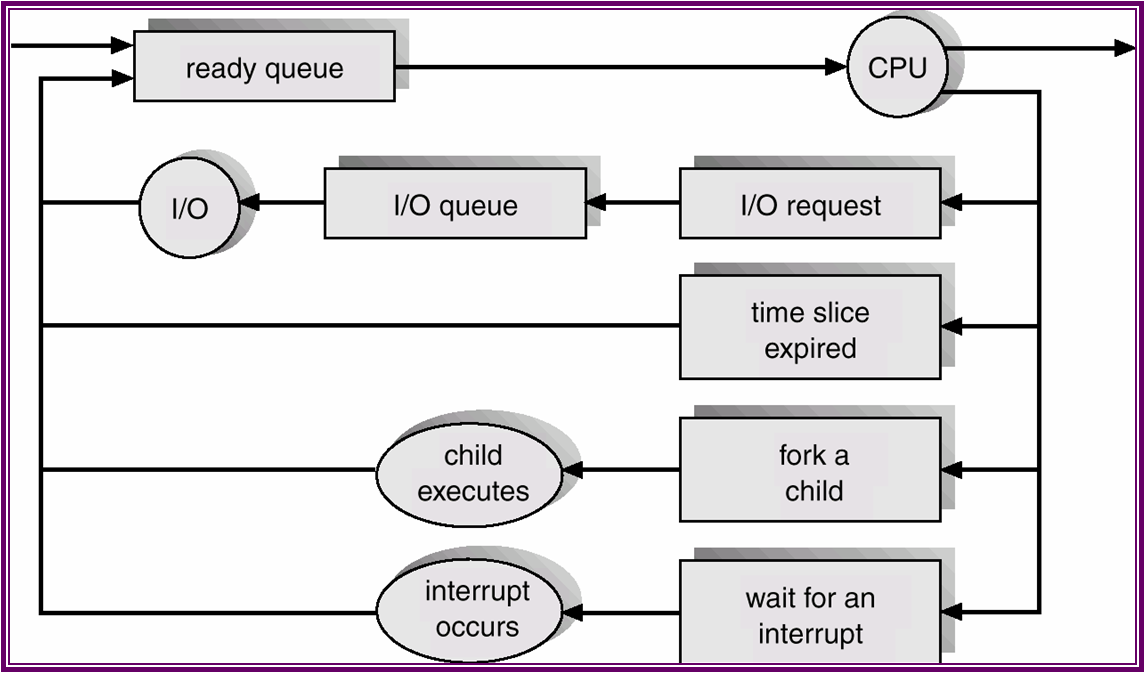 ready queue
CPU
I/O
I/O queue
I/O request
time slice
expired
child
executes
fork a
child
interrupt
occurs
wait for an
interrupt